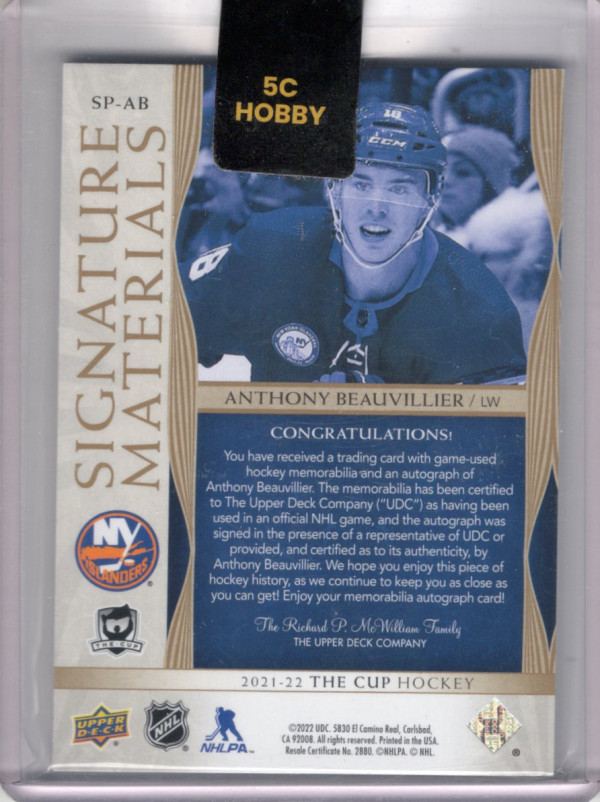 5C
HOBBY
SP-AB
SIGNATURE
MATERIALS
18
CCM
8
NY
ANTHONY BEAUVILLIER / LW
CONGRATULATIONS!
You have received a trading card with game-used
hockey memorabilia and an autograph of
Anthony Beauvillier. The memorabilia has been certified
to The Upper Deck Company ("UDC") as having been
used in an official NHL game, and the autograph was
signed in the presence of a representative of UDC or
provided, and certified as to its authenticity, by
Anthony Beauvillier. We hope you enjoy this piece of
hockey history, as we continue to keep you as close as
you can get! Enjoy your memorabilia autograph card!
The Richard P. McWilliam Family
THE UPPER DECK COMPANY
NY
ISLANDERS
®
THE CUP
2021-22 THE CUP HOCKEY
UPPER
D·E·C·K
NHL
NHLPA
©2022 UDC. 5830 El Camino Real, Carlsbad,
CA 92008. All rights reserved. Printed in the USA.
Resale Certificate No. 2880. ©NHLPA. © NHL.
®